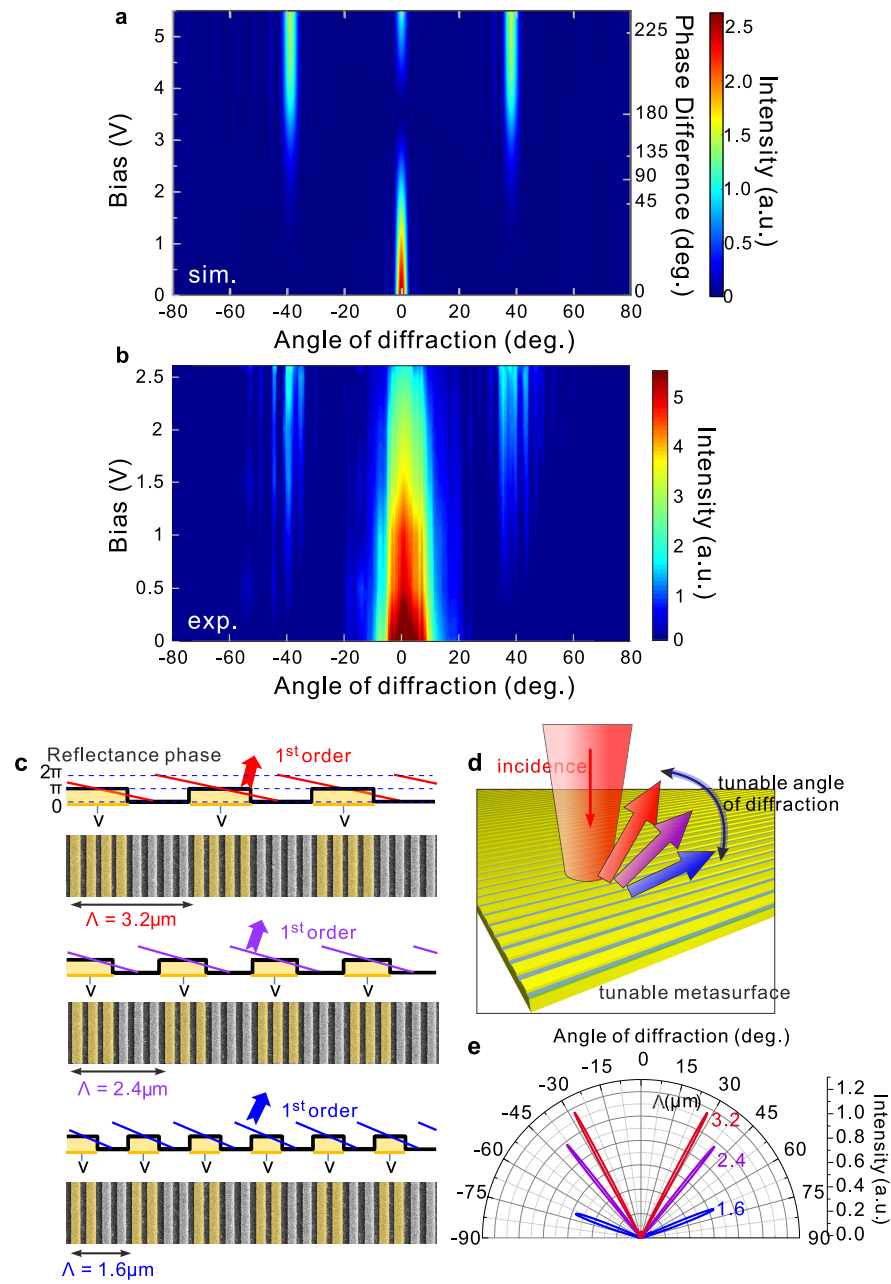 a
5
4
3
2
1
0
Bias (V)
sim.
-80 -60 -40 -20 0 20 40 60 80
Angle of diffraction (deg.)
225
180
135
90
45
0
Phase Difference (deg.)
2.5
2.0
1.5
1.0
0.5
0
Intensity (a.u.)
b
2.5
2
1.5
1
0.5
0
Bias (V)
exp.
-80 -60 -40 -20 0 20 40 60 80
Angle of diffraction (deg.)
5
4
3
2
1
0
Intensity (a.u.)
c
Reflectance phase
1st order
2π
π
0
V V V
Λ = 3.2μm
1st order
V V V V
Λ = 2.4μm
1st order
V V V V V V
Λ = 1.6μm
d
incidence
tunable angle
of diffraction
tunable metasurface
e
Angle of diffraction (deg.)
-90 -75 -60 -45 -30 -15 0 15 30 45 60 75 90
Λ(μm)
3.2
2.4
1.6
1.2
1.0
0.8
0.6
0.4
0.2
0.0
Intensity (a.u)